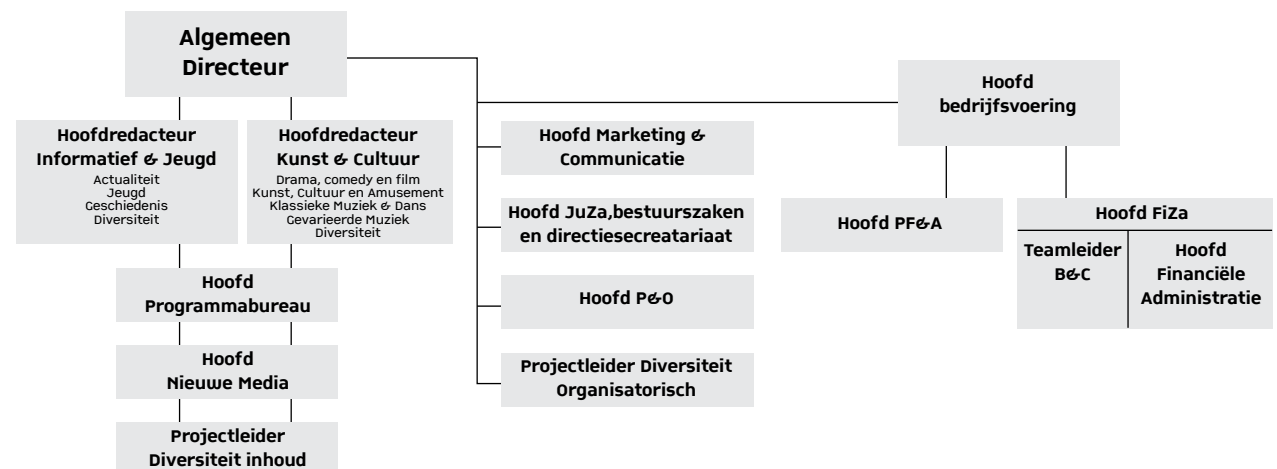 Algemeen
Directeur
Hoofdredacteur
Informatief & Jeugd
Actualiteit
Jeugd
Geschiedenis
Diversiteit
Hoofdredacteur
Kunst & Cultuur
Drama, comedy en film
Kunst, Cultuur en Amusement
Klassieke Muziek & Dans
Gevarieerde Muziek
Diversiteit
Hoofd
Programmabureau
Hoofd
Nieuwe Media
Projectleider
Diversiteit inhoud
Hoofd Marketing &
Communicatie
Hoofd JuZa,bestuurszaken
en directiesecreatariaat
Hoofd P&O
Projectleider Diversiteit
Organisatorisch
Hoofd
bedrijfsvoering
Hoofd PF&A
Hoofd FiZa
Teamleider
B&C
Hoofd
Financiële
Administratie